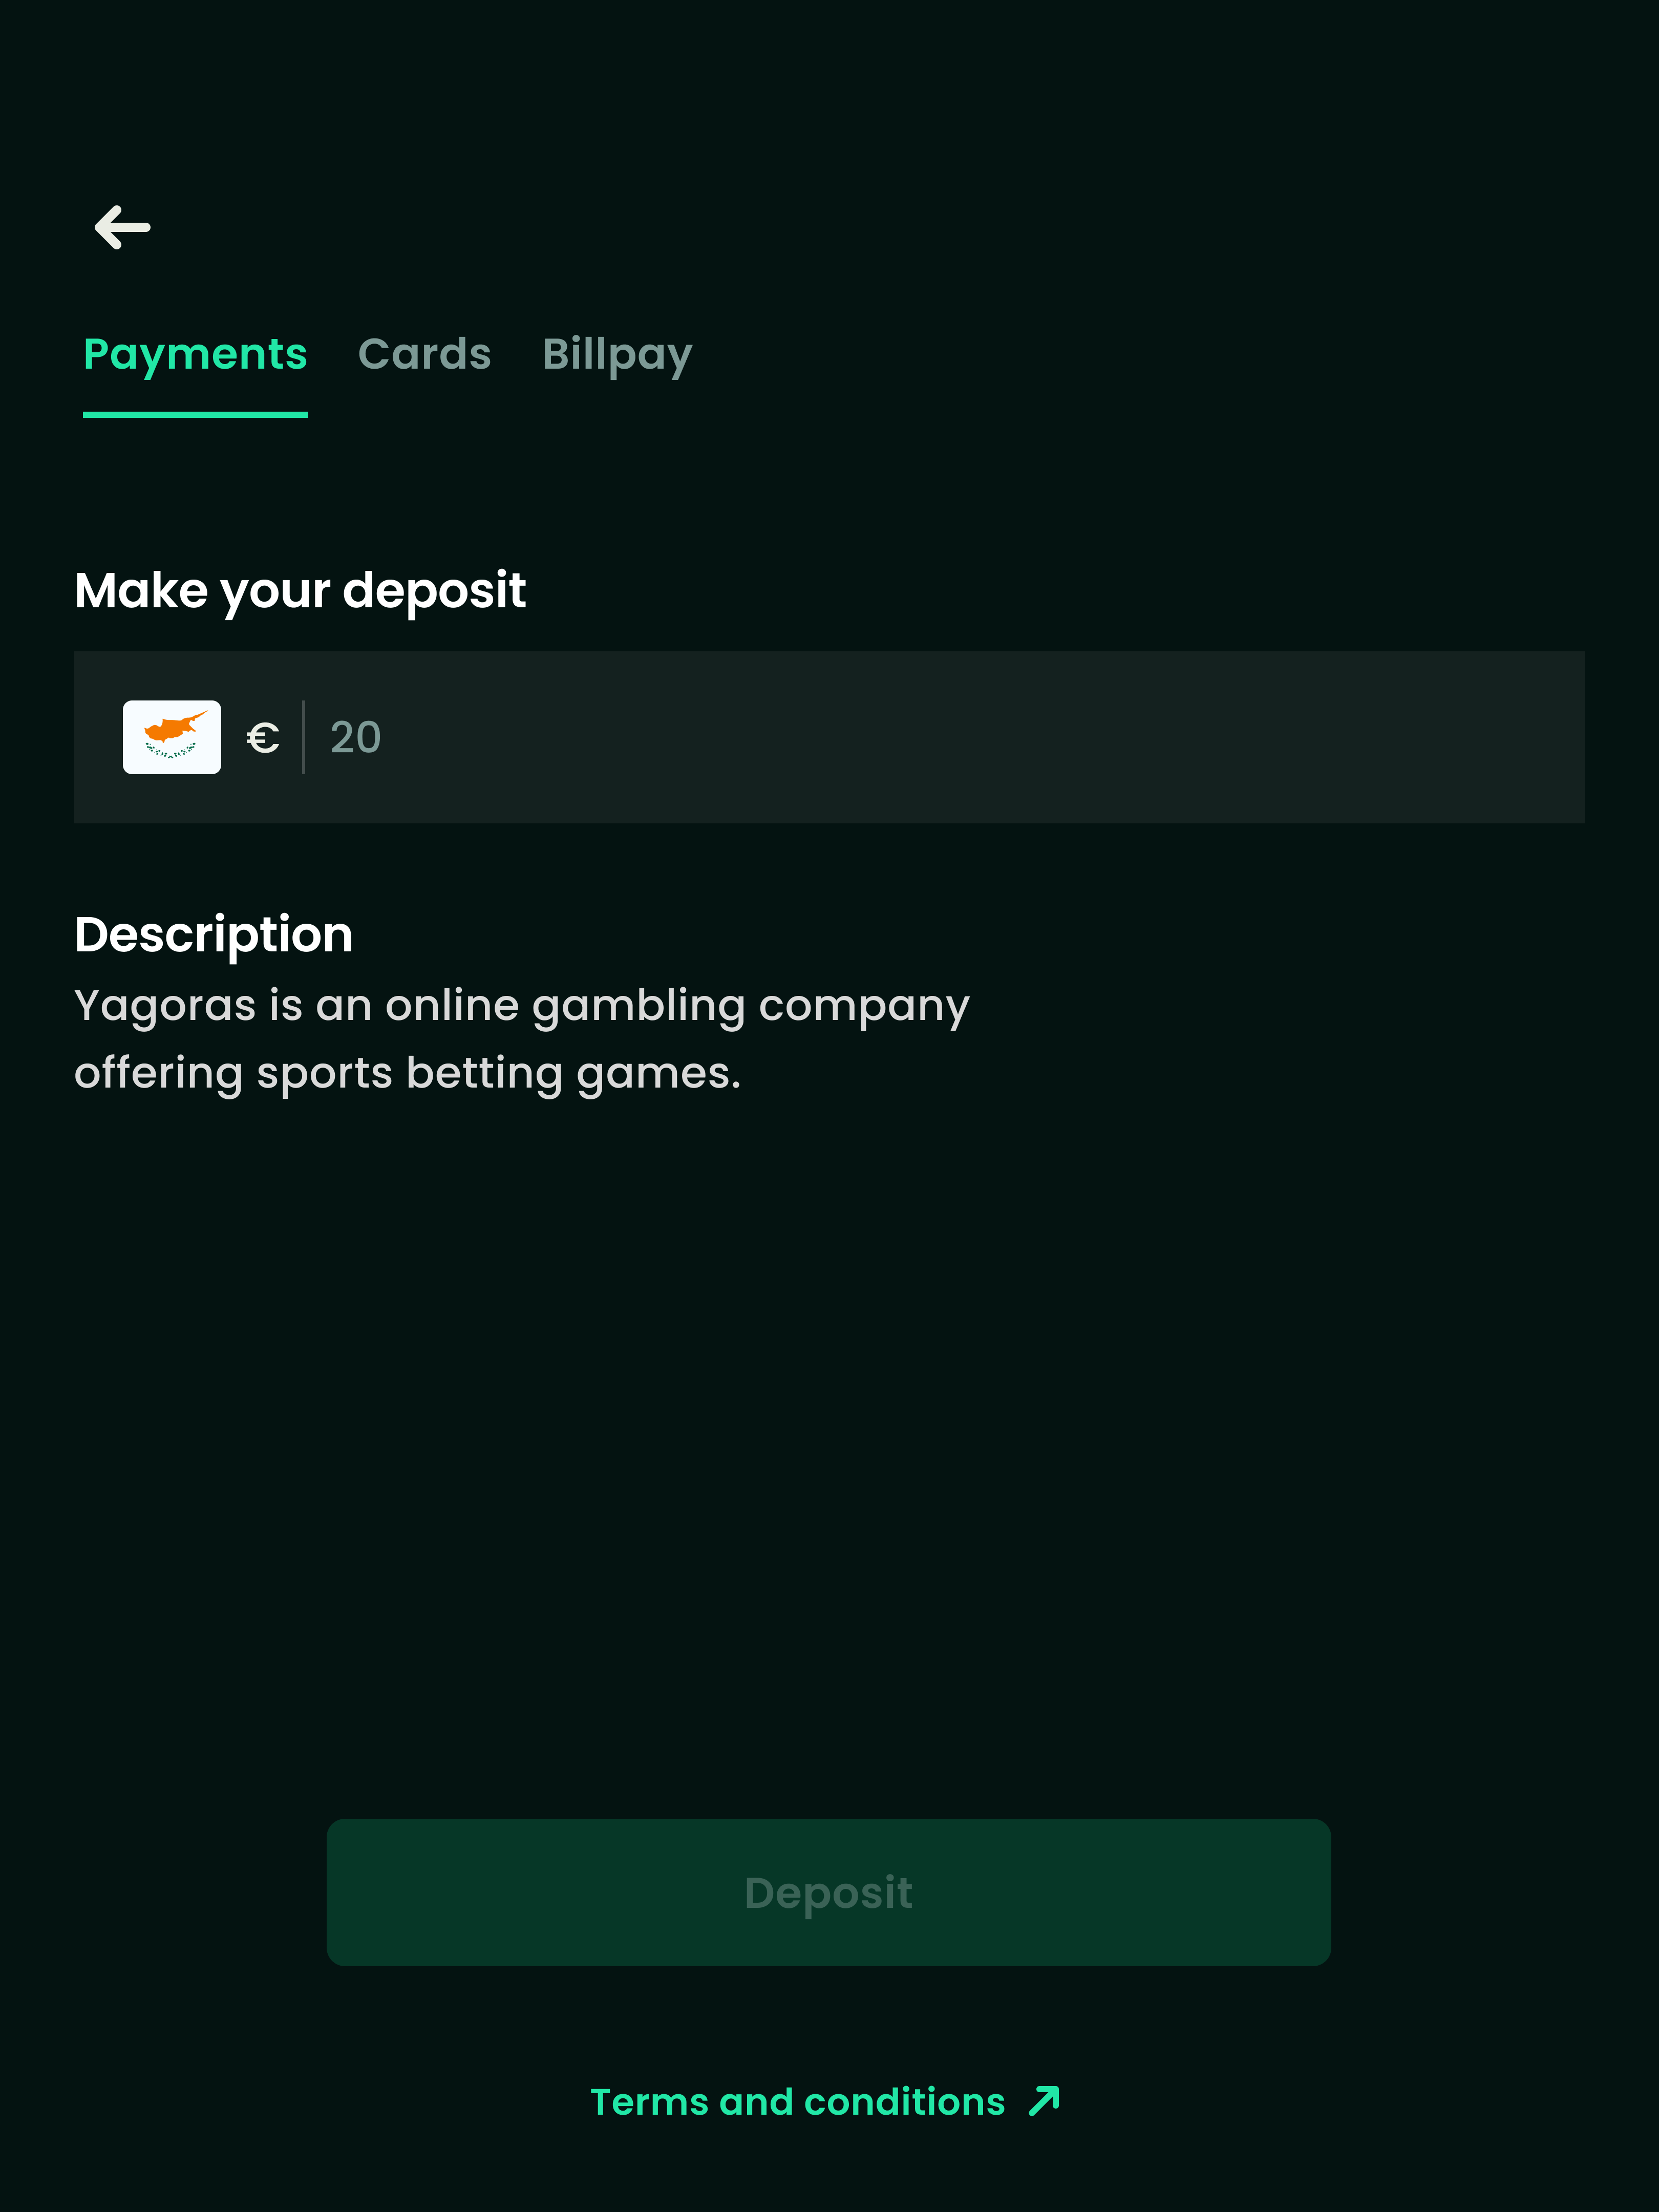 Payments Cards Billpay
Make your deposit
€ 20
Description
Yagoras is an online gambling company
offering sports betting games.
Deposit
Terms and conditions